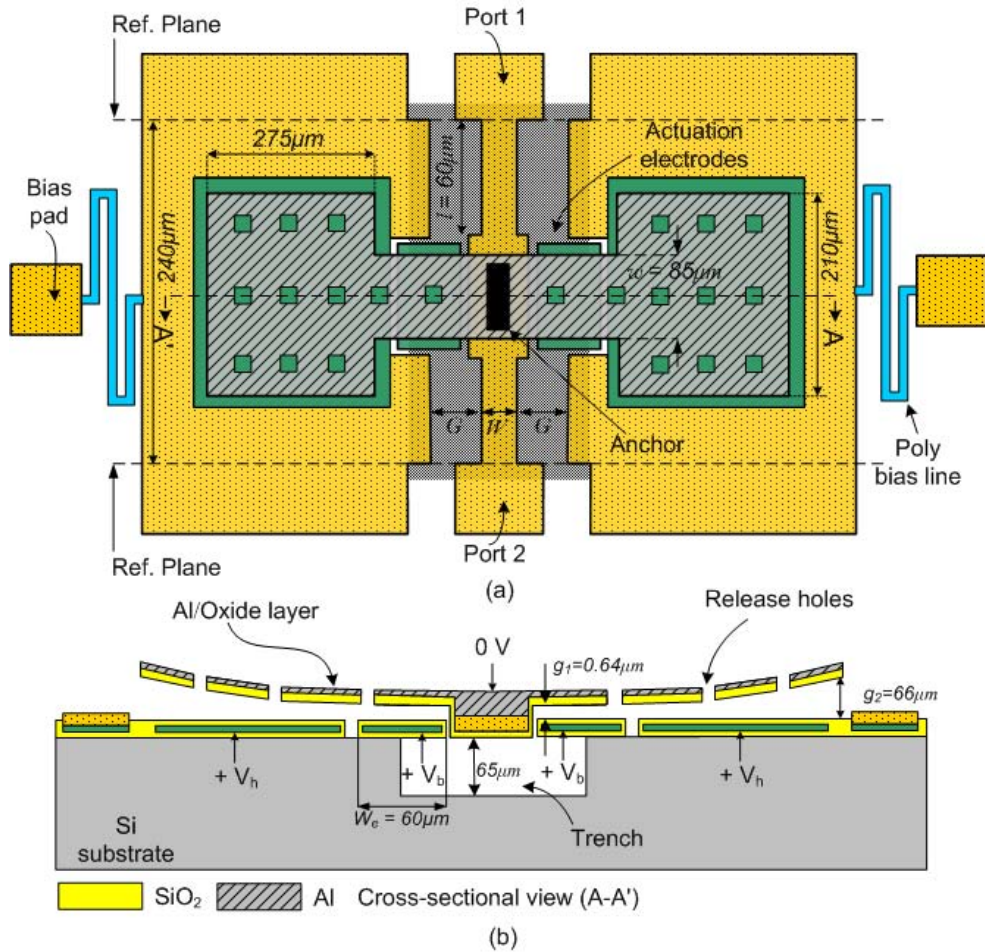 Ref. Plane
Port 1
275μm
Actuation
electrodes
l = 60μm
Bias
pad
240μm
w = 85μm
210μm
A'
A
G
W
G
Anchor
Poly
bias line
Port 2
Ref. Plane
(a)
Al/Oxide layer
Release holes
0 V
g1=0.64μm
g2=66μm
+ Vh
+ Vb
65μm
+ Vb
+ Vh
We = 60μm
Trench
Si
substrate
SiO2
Al
Cross-sectional view (A-A')
(b)